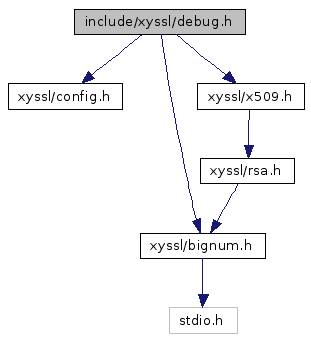 include/xyssl/debug.h
xyssl/config.h
xyssl/x509.h
xyssl/rsa.h
xyssl/bignum.h
stdio.h